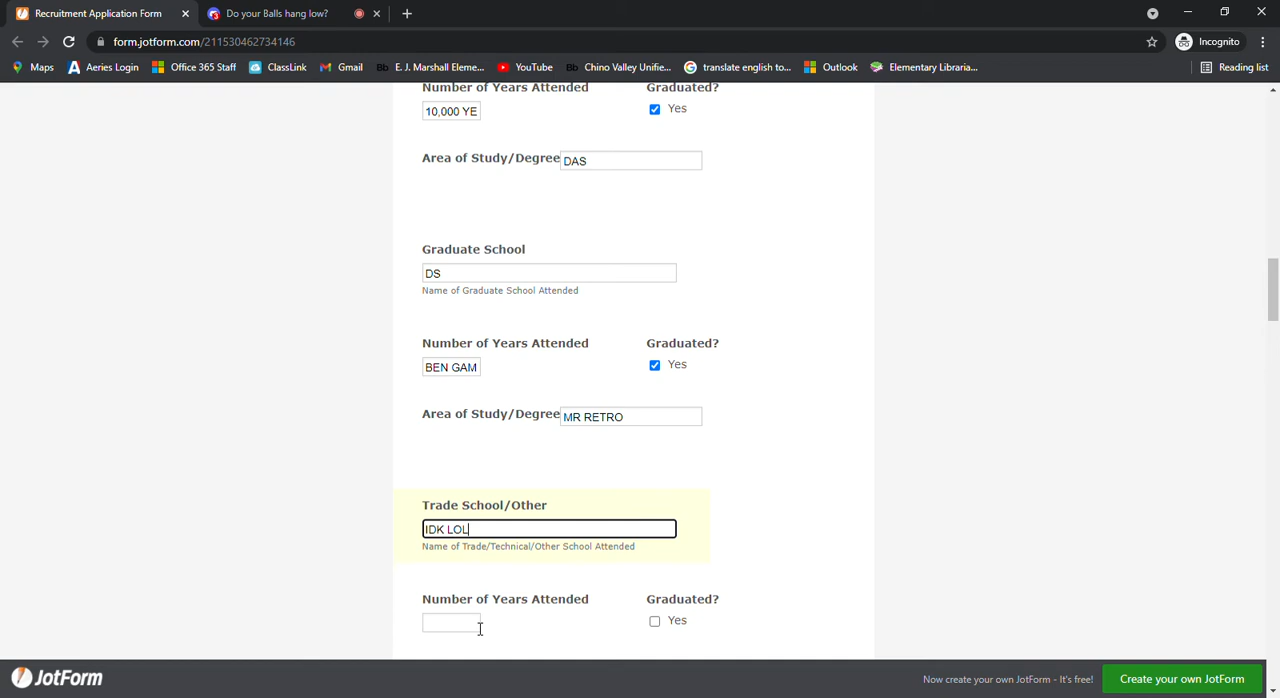 Recruitment Application Form
Do your Balls hang low?
form.jotform.com/211530462734146
Incognito
Maps
Aeries Login
Office 365 Staff
ClassLink
Gmail
Bb E. J. Marshall Eleme...
YouTube
Bb Chino Valley Unifie...
translate english to...
Outlook
Elementary Libraria...
Reading list
Number of Years Attended
Graduated?
10,000 YE
Yes
Area of Study/Degree
DAS
Graduate School
DS
Name of Graduate School Attended
Number of Years Attended
Graduated?
BEN GAM
Yes
Area of Study/Degree
MR RETRO
Trade School/Other
IDK LOL
Name of Trade/Technical/Other School Attended
Number of Years Attended
Graduated?
Yes
JotForm
Now create your own JotForm - It's free!
Create your own JotForm